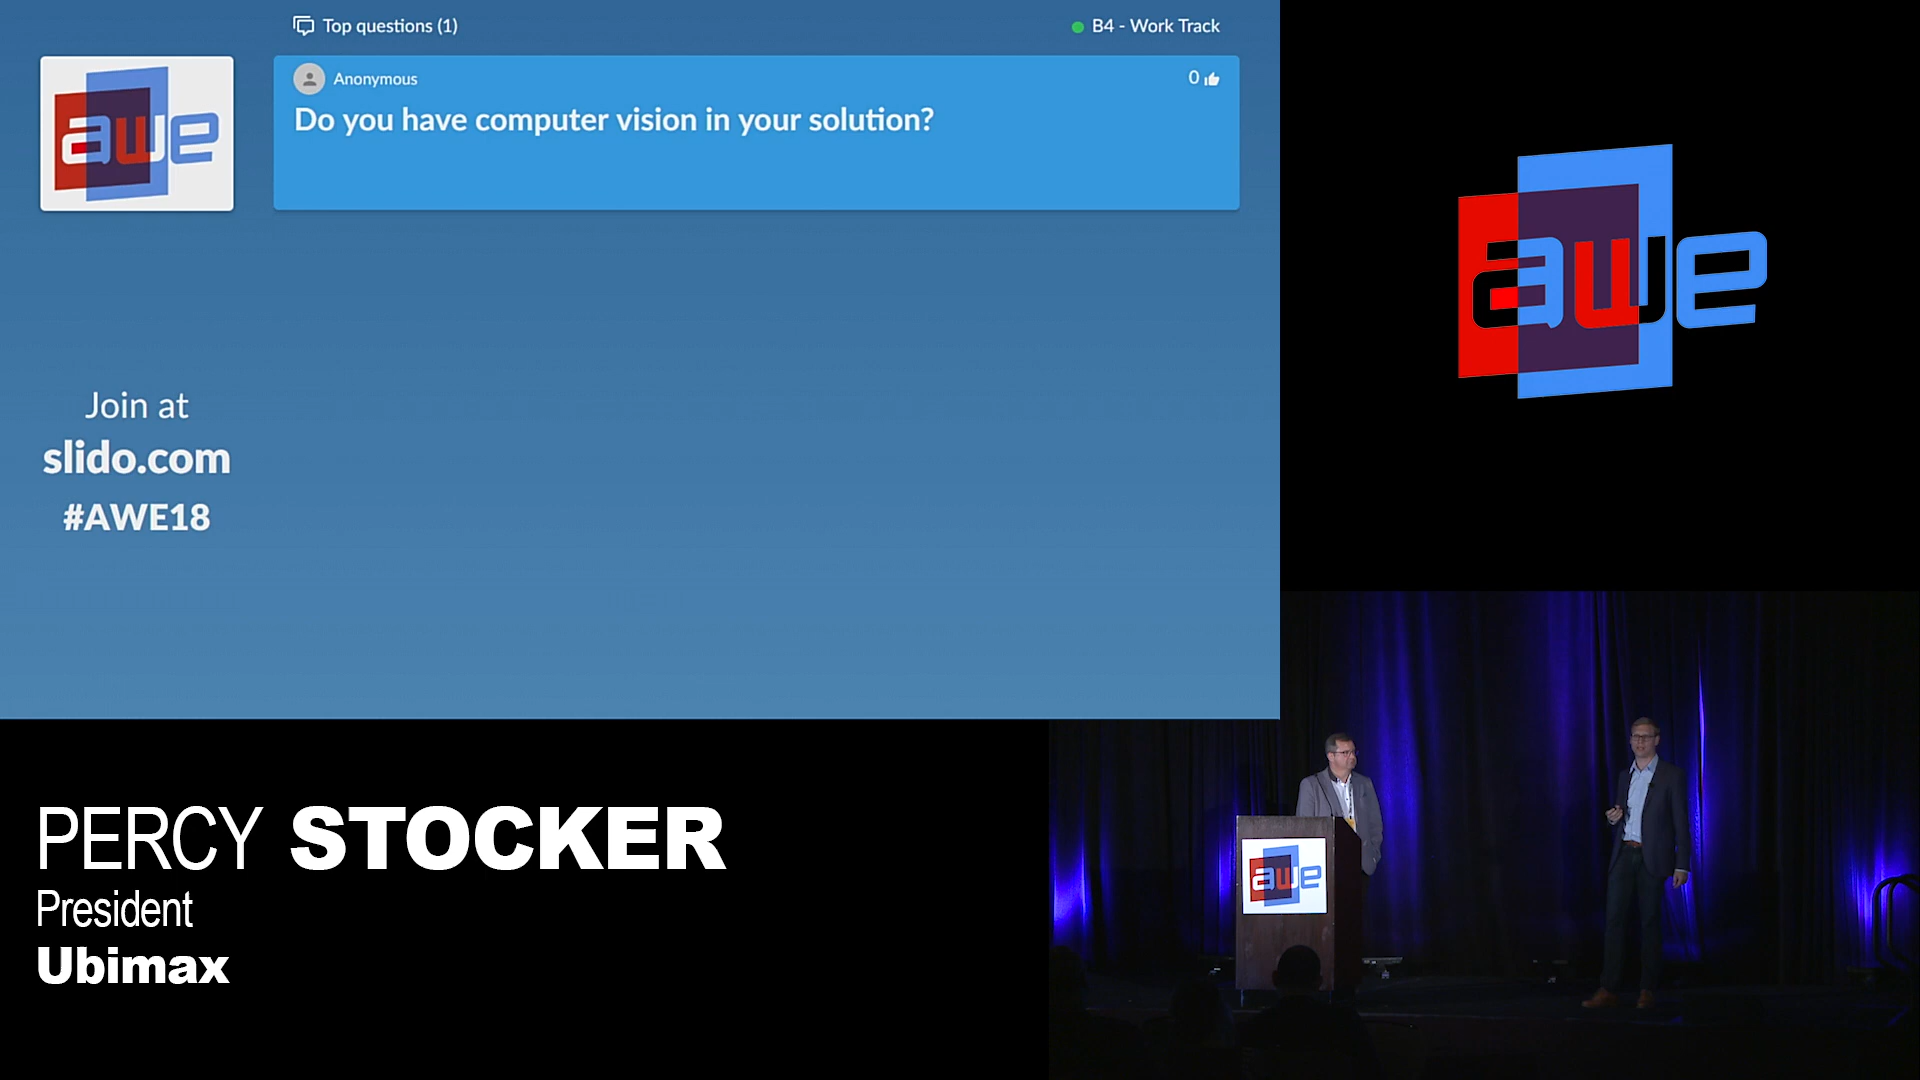 Top questions (1)
B4 - Work Track
awe
Anonymous
0
Do you have computer vision in your solution?
Join at
slido.com
#AWE18
awe
PERCY STOCKER
President
Ubimax
awe